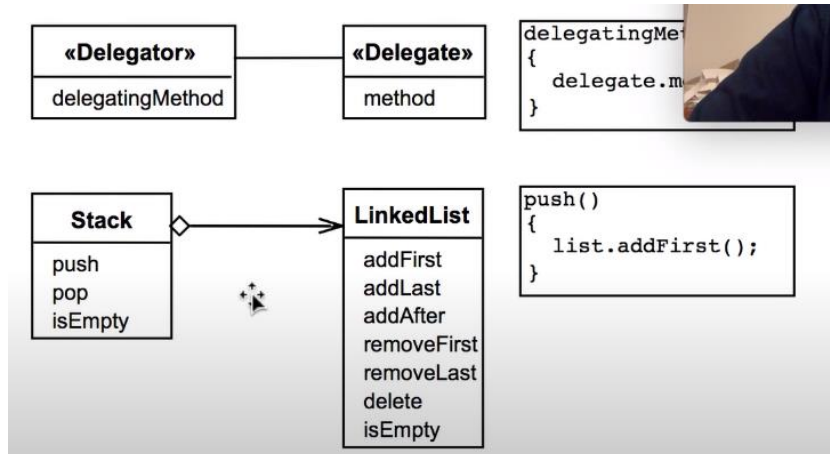 «Delegator»
delegatingMethod
«Delegate»
method
{
delegate.
}
Stack
push
pop
isEmpty
LinkedList
addFirst
addLast
addAfter
removeFirst
removeLast
delete
isEmpty
push()
{
list.addFirst();
}